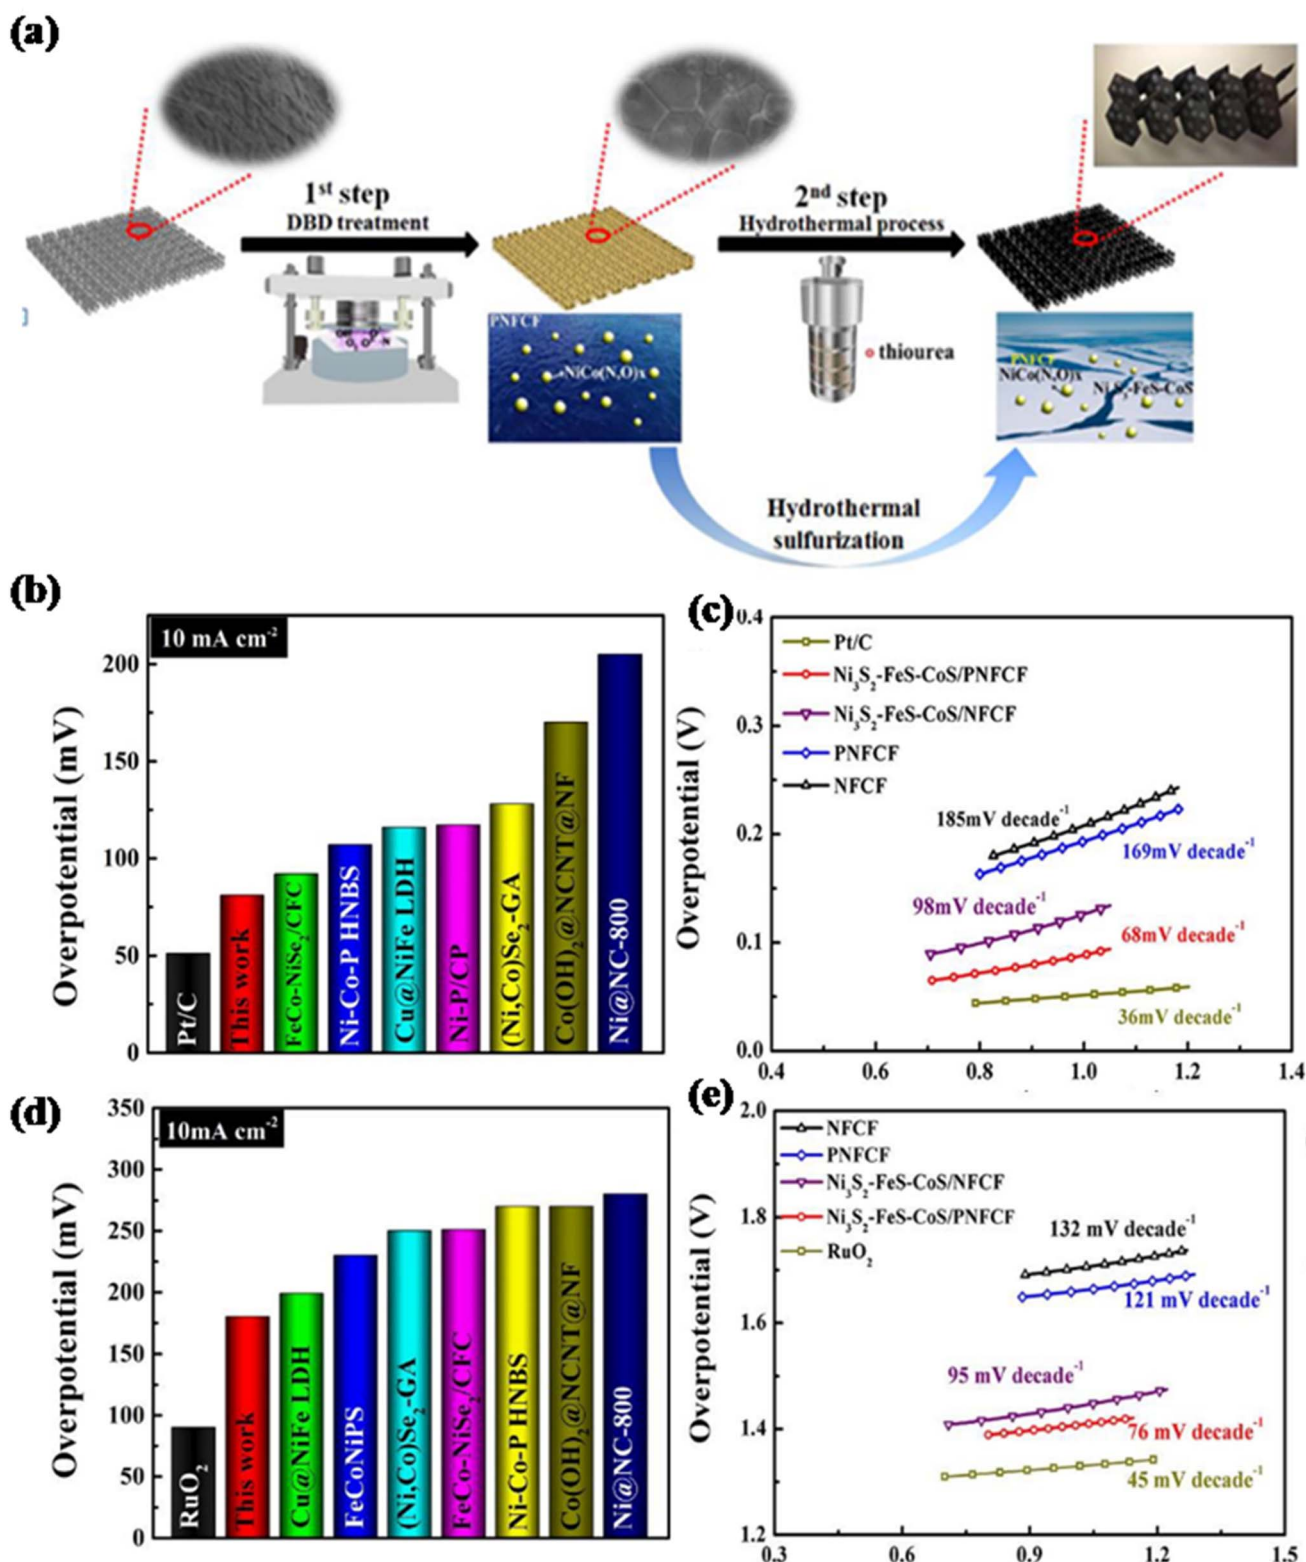 (a)
1st step
DBD treatment
2nd step
Hydrothermal process
PNFCF
NiCo(N,O)x
thiourea
PNFCF
NiCo(N,O)x
Ni3S2-FeS-CoS
Hydrothermal
sulfurization
(b)
10 mA cm-2
Overpotential (mV)
200
150
100
50
0
Pt/C
This work
FeCo-NiSe2/CFC
Ni-Co-P HNBS
Cu@NiFe LDH
Ni-P/CP
(Ni,Co)Se2-GA
Co(OH)2@NCNT@NF
Ni@NC-800
(c)
Overpotential (V)
0.4
0.3
0.2
0.1
0.0
Pt/C
Ni3S2-FeS-CoS/PNFCF
Ni3S2-FeS-CoS/NFCF
PNFCF
NFCF
185mV decade-1
169mV decade-1
98mV decade-1
68mV decade-1
36mV decade-1
0.4 0.6 0.8 1.0 1.2 1.4
(d)
10mA cm-2
Overpotential (mV)
350
300
250
200
150
100
50
0
RuO2
This work
Cu@NiFe LDH
FeCoNiPS
(Ni,Co)Se2-GA
FeCo-NiSe2/CFC
Ni-Co-P HNBS
Co(OH)2@NCNT@NF
Ni@NC-800
(e)
Overpotential (V)
2.0
1.8
1.6
1.4
1.2
NFCF
PNFCF
Ni3S2-FeS-CoS/NFCF
Ni3S2-FeS-CoS/PNFCF
RuO2
132 mV decade-1
121 mV decade-1
95 mV decade-1
76 mV decade-1
45 mV decade-1
0.3 0.6 0.9 1.2 1.5